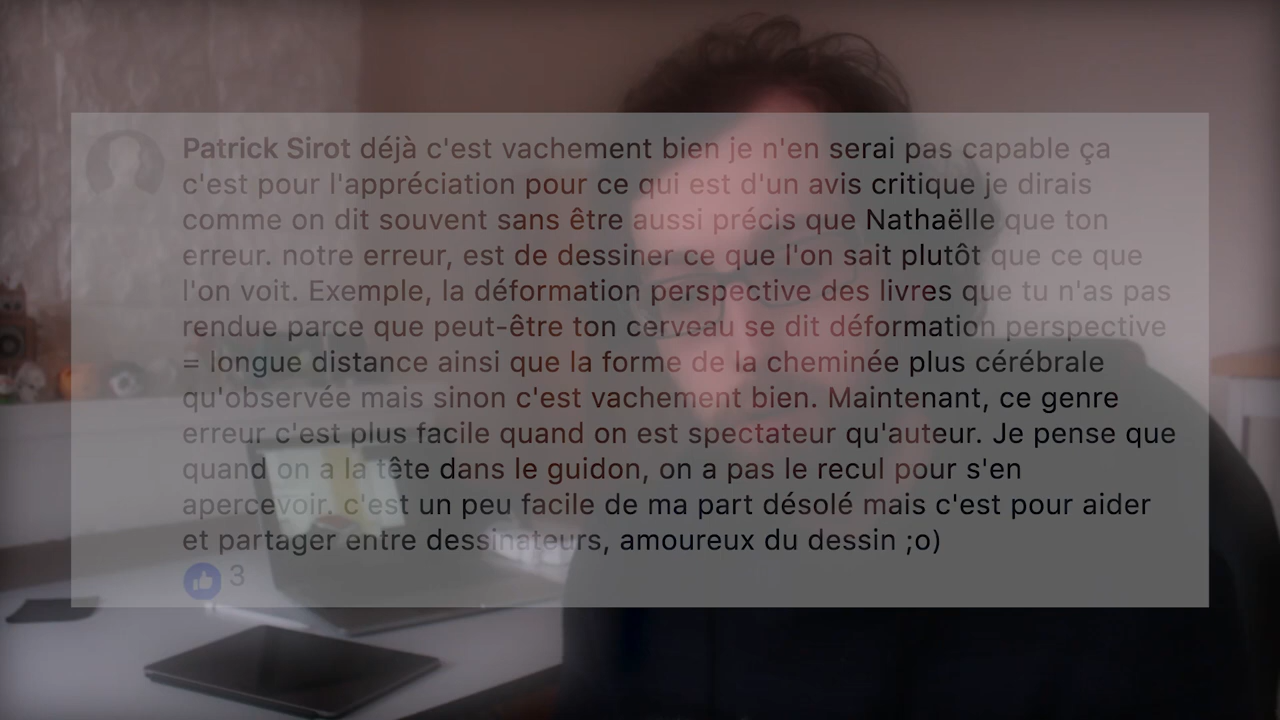 Patrick Sirot déjà c'est vachement bien je n'en serai pas capable ça
c'est pour l'appréciation pour ce qui est d'un avis critique je dirais
comme on dit souvent sans être aussi précis que Nathaëlle que ton
erreur. notre erreur, est de dessiner ce que l'on sait plutôt que ce que
l'on voit. Exemple, la déformation perspective des livres que tu n'as pas
rendue parce que peut-être ton cerveau se dit déformation perspective
= longue distance ainsi que la forme de la cheminée plus cérébrale
qu'observée mais sinon c'est vachement bien. Maintenant, ce genre
erreur c'est plus facile quand on est spectateur qu'auteur. Je pense que
quand on a la tête dans le guidon, on a pas le recul pour s'en
apercevoir. c'est un peu facile de ma part désolé mais c'est pour aider
et partager entre dessinateurs, amoureux du dessin ;o)
3